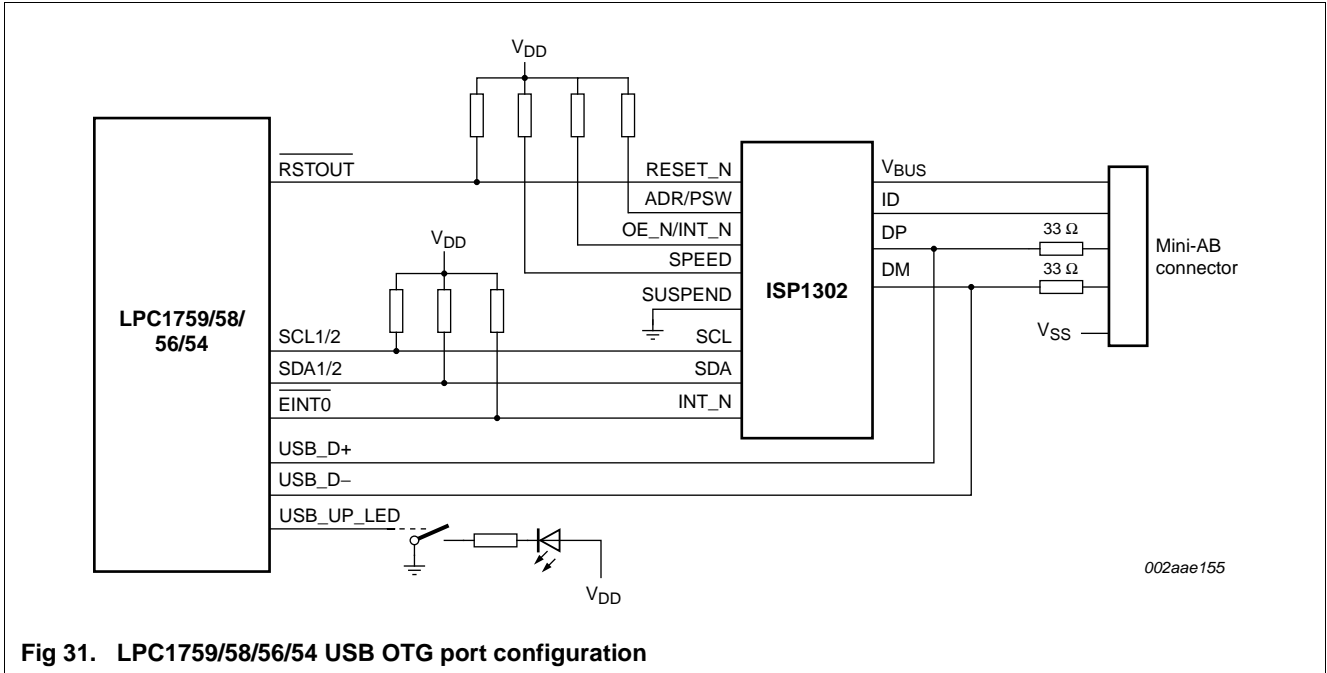 VDD
RSTOUT
RESET_N
VBUS
ADR/PSW
ID
OE_N/INT_N
DP
33 Ω
VDD
SPEED
DM
33 Ω
Mini-AB
connector
SUSPEND
ISP1302
LPC1759/58/
56/54
VSS
SCL1/2
SCL
SDA1/2
SDA
EINT0
INT_N
USB_D+
USB_D−
USB_UP_LED
VDD
002aae155
Fig 31. LPC1759/58/56/54 USB OTG port configuration